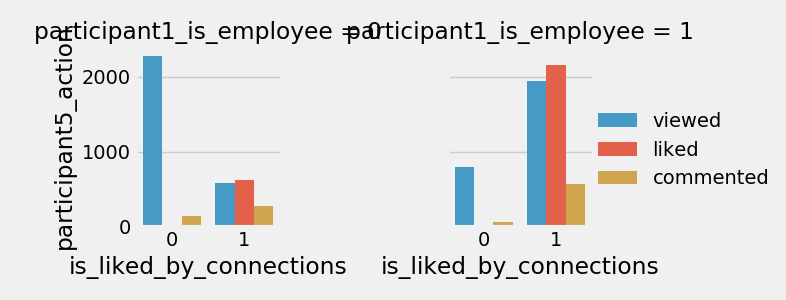 participant1_is_employee = 0
participant1_is_employee = 1
participant5_action
2000
1000
0
0
1
0
1
is_liked_by_connections
is_liked_by_connections
viewed
liked
commented